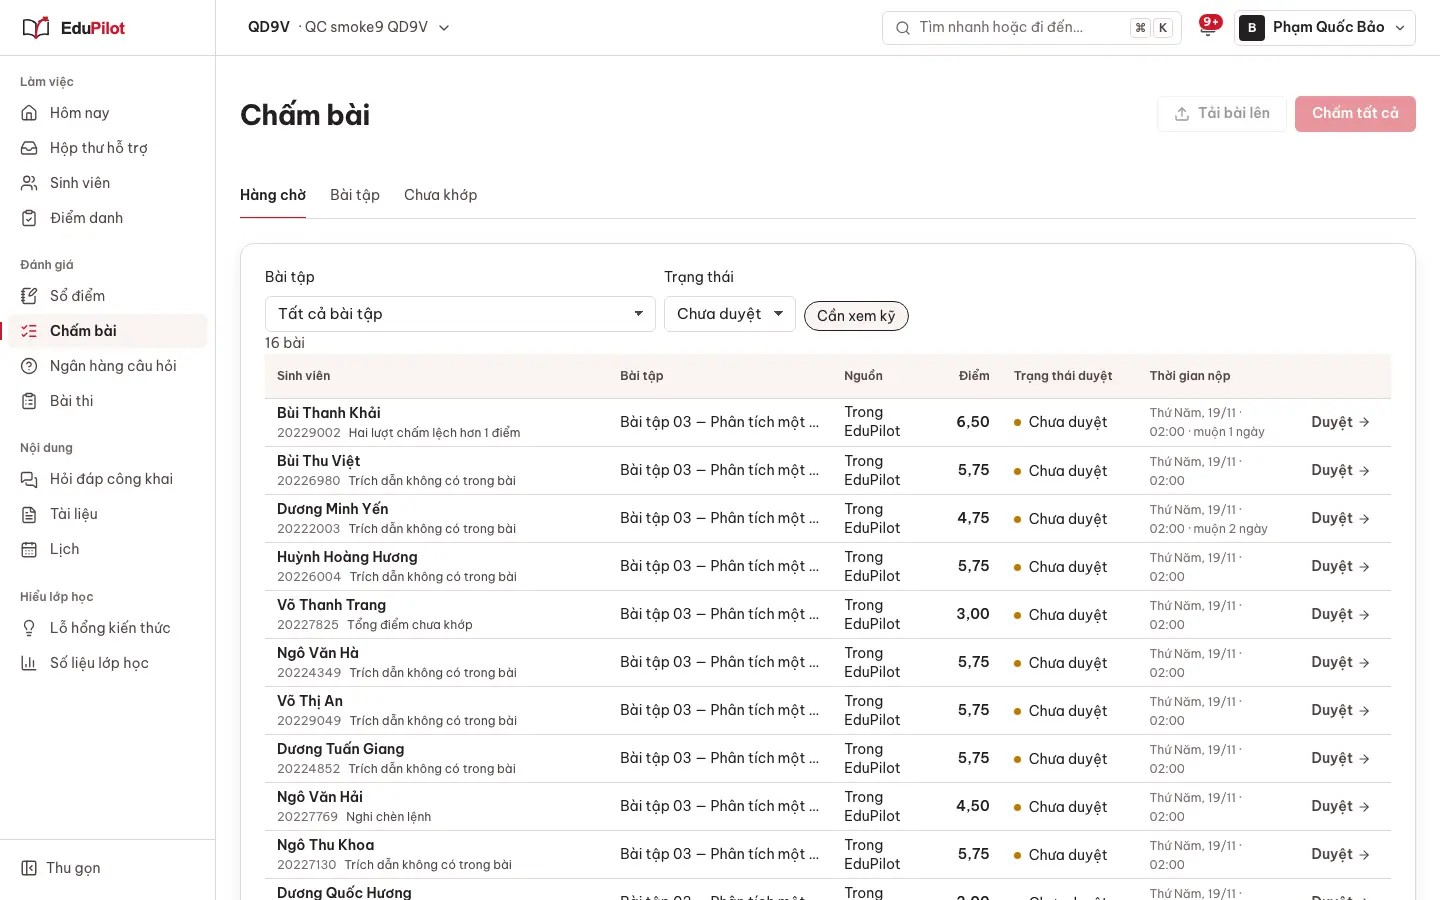 EduPilot
QD9V · QC smoke9 QD9V
Tìm nhanh hoặc đi đến... ⌘ K
9+
B Phạm Quốc Bảo
Làm việc
Hôm nay
Hộp thư hỗ trợ
Sinh viên
Điểm danh
Đánh giá
Sổ điểm
Chấm bài
Ngân hàng câu hỏi
Bài thi
Nội dung
Hỏi đáp công khai
Tài liệu
Lịch
Hiểu lớp học
Lỗ hổng kiến thức
Số liệu lớp học
Thu gọn
Chấm bài
Tải bài lên
Chấm tất cả
Hàng chờ Bài tập Chưa khớp
Bài tập Trạng thái
Tất cả bài tập Chưa duyệt Cần xem kỹ
16 bài
Sinh viên Bài tập Nguồn Điểm Trạng thái duyệt Thời gian nộp
Bùi Thanh Khải Bài tập 03 – Phân tích một ... Trong EduPilot 6,50 Chưa duyệt Thứ Năm, 19/11 · 02:00 · muộn 1 ngày Duyệt →
20229002 Hai lượt chấm lệch hơn 1 điểm
Bùi Thu Việt Bài tập 03 – Phân tích một ... Trong EduPilot 5,75 Chưa duyệt Thứ Năm, 19/11 · 02:00 Duyệt →
20226980 Trích dẫn không có trong bài
Dương Minh Yến Bài tập 03 – Phân tích một ... Trong EduPilot 4,75 Chưa duyệt Thứ Năm, 19/11 · 02:00 · muộn 2 ngày Duyệt →
20222003 Trích dẫn không có trong bài
Huỳnh Hoàng Hương Bài tập 03 – Phân tích một ... Trong EduPilot 5,75 Chưa duyệt Thứ Năm, 19/11 · 02:00 Duyệt →
20226004 Trích dẫn không có trong bài
Võ Thanh Trang Bài tập 03 – Phân tích một ... Trong EduPilot 3,00 Chưa duyệt Thứ Năm, 19/11 · 02:00 Duyệt →
20227825 Tổng điểm chưa khớp
Ngô Văn Hà Bài tập 03 – Phân tích một ... Trong EduPilot 5,75 Chưa duyệt Thứ Năm, 19/11 · 02:00 Duyệt →
20224349 Trích dẫn không có trong bài
Võ Thị An Bài tập 03 – Phân tích một ... Trong EduPilot 5,75 Chưa duyệt Thứ Năm, 19/11 · 02:00 Duyệt →
20229049 Trích dẫn không có trong bài
Dương Tuấn Giang Bài tập 03 – Phân tích một ... Trong EduPilot 5,75 Chưa duyệt Thứ Năm, 19/11 · 02:00 Duyệt →
20224852 Trích dẫn không có trong bài
Ngô Văn Hải Bài tập 03 – Phân tích một ... Trong EduPilot 4,50 Chưa duyệt Thứ Năm, 19/11 · 02:00 Duyệt →
20227769 Nghi chèn lệnh
Ngô Thu Khoa Bài tập 03 – Phân tích một ... Trong EduPilot 5,75 Chưa duyệt Thứ Năm, 19/11 · 02:00 Duyệt →
20227130 Trích dẫn không có trong bài
Dương Quốc Hương Trong Thứ Năm, 19/11 ·